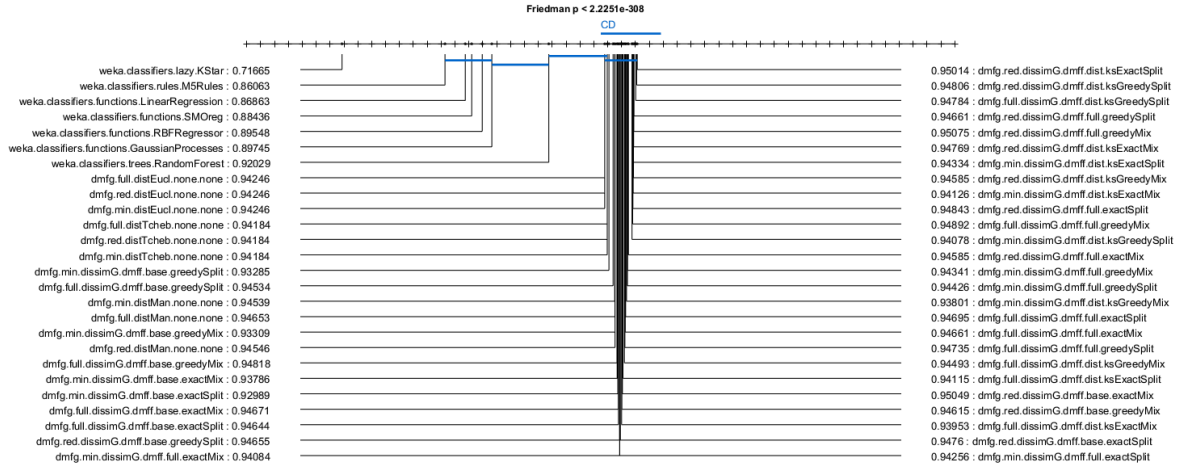 Friedman p < 2.2251e-308
CD
weka.classifiers.lazy.KStar : 0.71665
weka.classifiers.rules.M5Rules : 0.86063
weka.classifiers.functions.LinearRegression : 0.86863
weka.classifiers.functions.SMOreg : 0.88436
weka.classifiers.functions.RBFRegressor : 0.89548
weka.classifiers.functions.GaussianProcesses : 0.89745
weka.classifiers.trees.RandomForest : 0.92029
dmfg.full.distEucl.none.none : 0.94246
dmfg.red.distEucl.none.none : 0.94246
dmfg.min.distEucl.none.none : 0.94246
dmfg.full.distTcheb.none.none : 0.94184
dmfg.red.distTcheb.none.none : 0.94184
dmfg.min.distTcheb.none.none : 0.94184
dmfg.min.dissimG.dmff.base.greedySplit : 0.93285
dmfg.full.dissimG.dmff.base.greedySplit : 0.94534
dmfg.min.distMan.none.none : 0.94539
dmfg.full.distMan.none.none : 0.94653
dmfg.min.dissimG.dmff.base.greedyMix : 0.93309
dmfg.red.distMan.none.none : 0.94546
dmfg.full.dissimG.dmff.base.greedyMix : 0.94818
dmfg.min.dissimG.dmff.base.exactMix : 0.93786
dmfg.min.dissimG.dmff.base.exactSplit : 0.92989
dmfg.full.dissimG.dmff.base.exactMix : 0.94671
dmfg.full.dissimG.dmff.base.exactSplit : 0.94644
dmfg.red.dissimG.dmff.base.greedySplit : 0.94655
dmfg.min.dissimG.dmff.full.exactMix : 0.94084
0.95014 : dmfg.red.dissimG.dmff.dist.ksExactSplit
0.94806 : dmfg.red.dissimG.dmff.dist.ksGreedySplit
0.94784 : dmfg.full.dissimG.dmff.dist.ksGreedySplit
0.94661 : dmfg.red.dissimG.dmff.full.greedySplit
0.95075 : dmfg.red.dissimG.dmff.full.greedyMix
0.94769 : dmfg.red.dissimG.dmff.dist.ksExactMix
0.94334 : dmfg.min.dissimG.dmff.dist.ksExactSplit
0.94585 : dmfg.red.dissimG.dmff.dist.ksGreedyMix
0.94126 : dmfg.min.dissimG.dmff.dist.ksExactMix
0.94843 : dmfg.red.dissimG.dmff.full.exactSplit
0.94892 : dmfg.full.dissimG.dmff.full.greedyMix
0.94078 : dmfg.min.dissimG.dmff.dist.ksGreedySplit
0.94585 : dmfg.red.dissimG.dmff.full.exactMix
0.94341 : dmfg.min.dissimG.dmff.full.greedyMix
0.94426 : dmfg.min.dissimG.dmff.full.greedySplit
0.93801 : dmfg.min.dissimG.dmff.dist.ksGreedyMix
0.94695 : dmfg.full.dissimG.dmff.full.exactSplit
0.94661 : dmfg.full.dissimG.dmff.full.exactMix
0.94735 : dmfg.full.dissimG.dmff.full.greedySplit
0.94493 : dmfg.full.dissimG.dmff.dist.ksGreedyMix
0.94115 : dmfg.full.dissimG.dmff.dist.ksExactSplit
0.95049 : dmfg.red.dissimG.dmff.base.exactMix
0.94615 : dmfg.red.dissimG.dmff.base.greedyMix
0.93953 : dmfg.full.dissimG.dmff.dist.ksExactMix
0.9476 : dmfg.red.dissimG.dmff.base.exactSplit
0.94256 : dmfg.min.dissimG.dmff.full.exactSplit